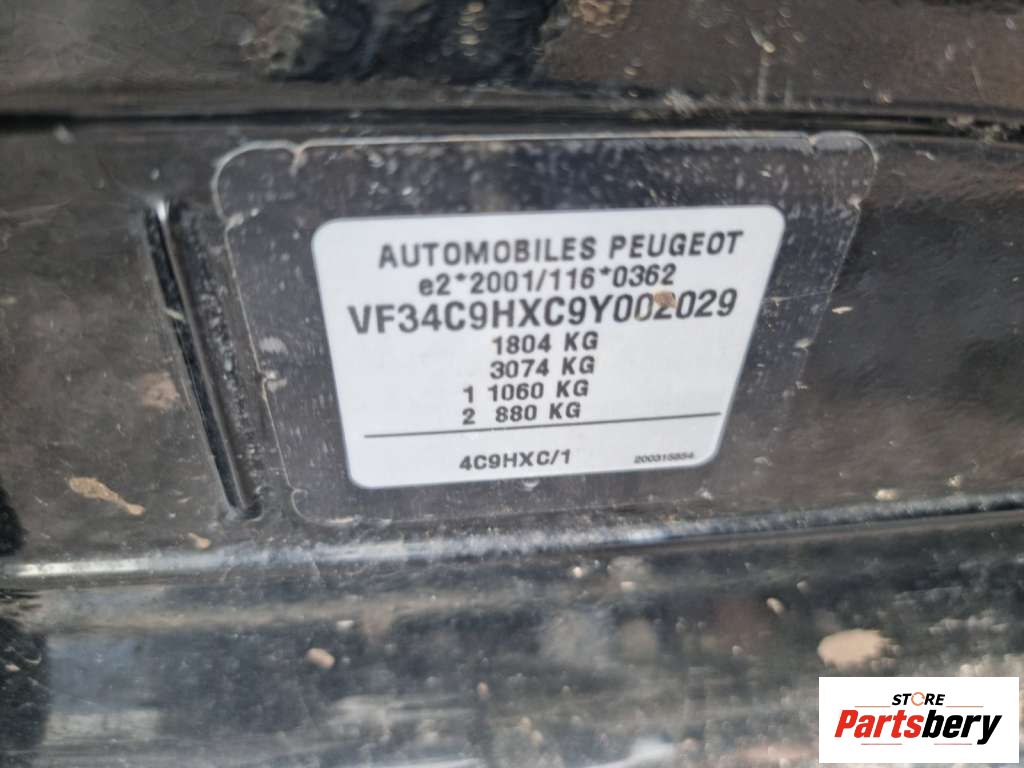 AUTOMOBILES PEUGEOT
e2*2001/116*0362
VF34C9HXC9Y002029
1804 KG
3074 KG
1 1060 KG
2 880 KG
4C9HXC/1
STORE
Partsbery